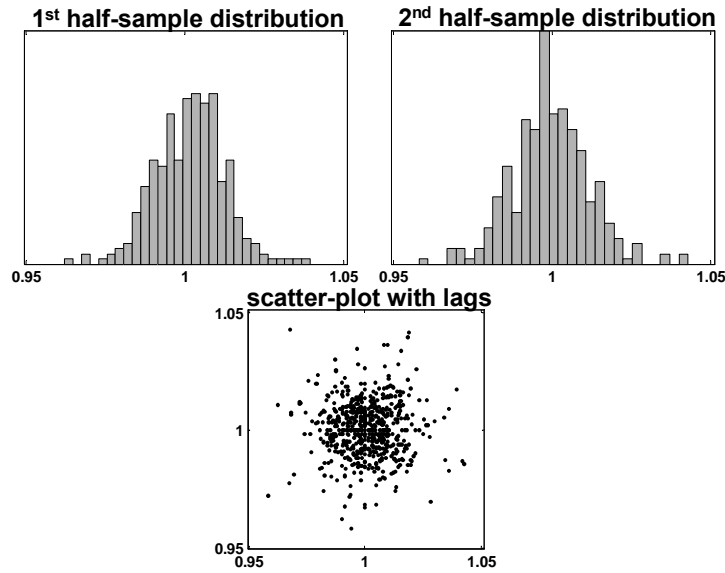 1st half-sample distribution
2nd half-sample distribution
0.95 1 1.05
0.95 1 1.05
scatter-plot with lags
1.05
1
0.95
0.95 1 1.05